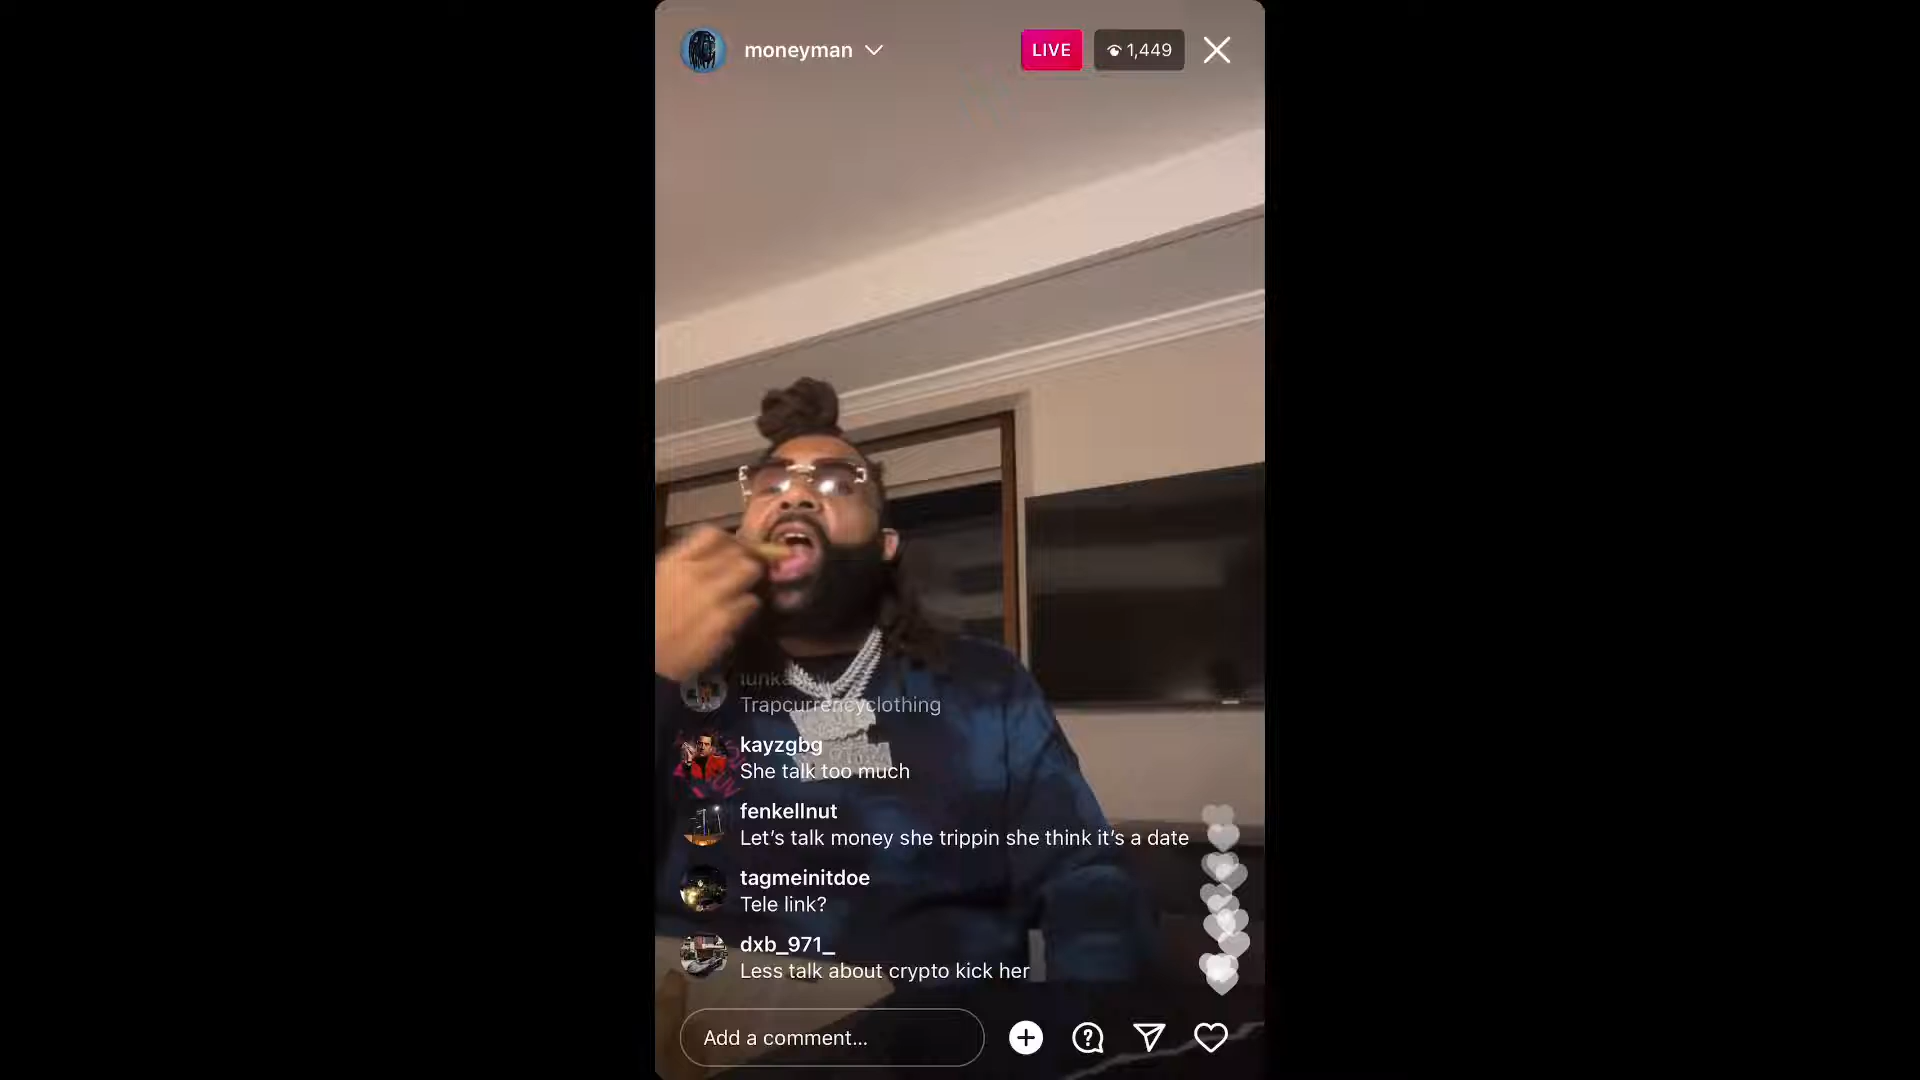 moneyman
LIVE
1,449
Trapcurrencyclothing
kayzgbg
She talk too much
fenkellnut
Let’s talk money she trippin she think it’s a date
tagmeinitdoe
Tele link?
dxb_971_
Less talk about crypto kick her
Add a comment...